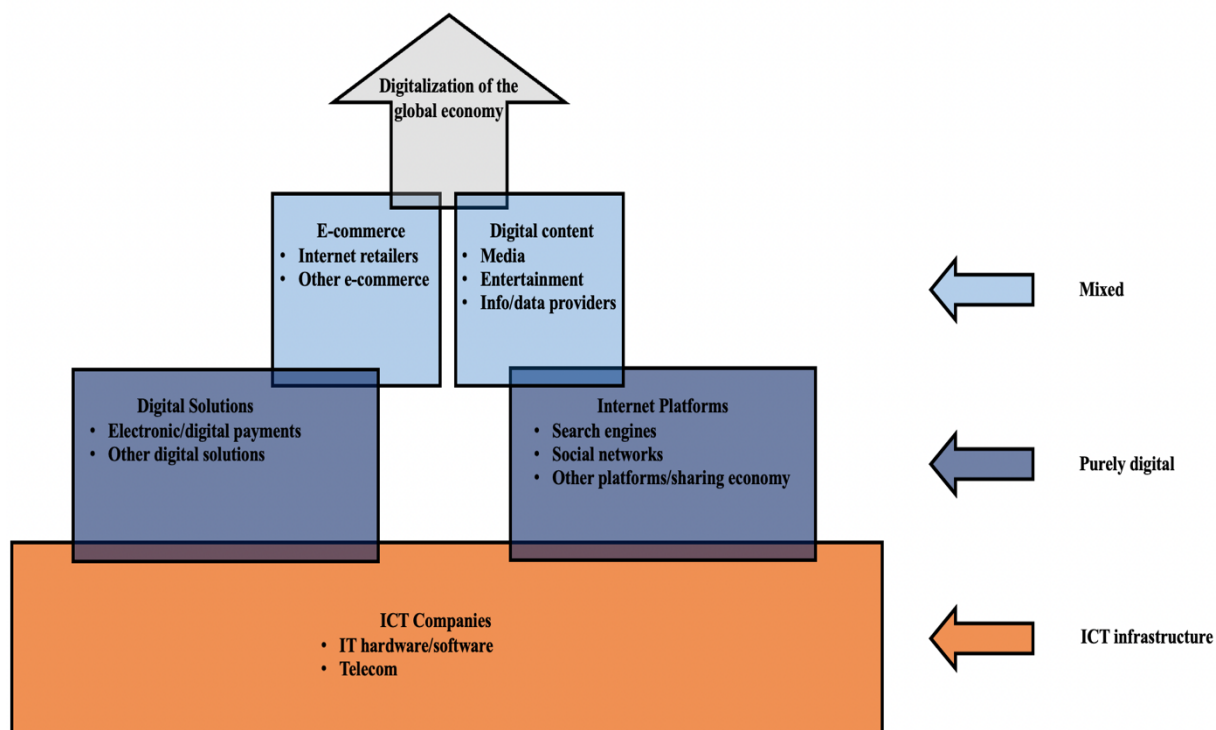 Digitalization of the
global economy
E-commerce
• Internet retailers
• Other e-commerce
Digital content
• Media
• Entertainment
• Info/data providers
Mixed
Digital Solutions
• Electronic/digital payments
• Other digital solutions
Internet Platforms
• Search engines
• Social networks
• Other platforms/sharing economy
Purely digital
ICT Companies
• IT hardware/software
• Telecom
ICT infrastructure